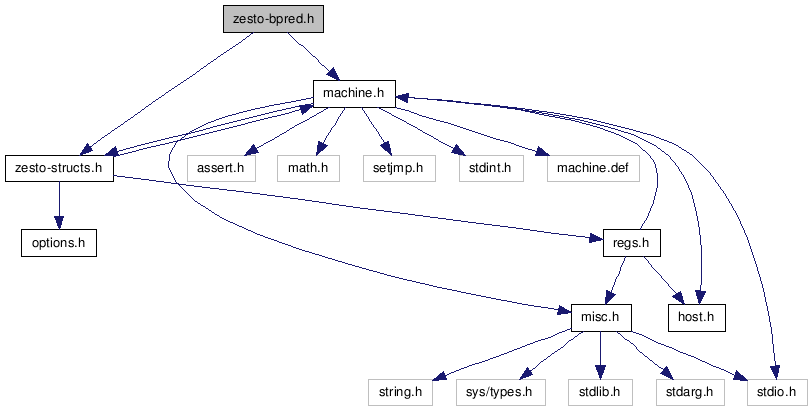 zesto-bpred.h
machine.h
zesto-structs.h
assert.h
math.h
setjmp.h
stdint.h
machine.def
options.h
regs.h
misc.h
host.h
string.h
sys/types.h
stdlib.h
stdarg.h
stdio.h